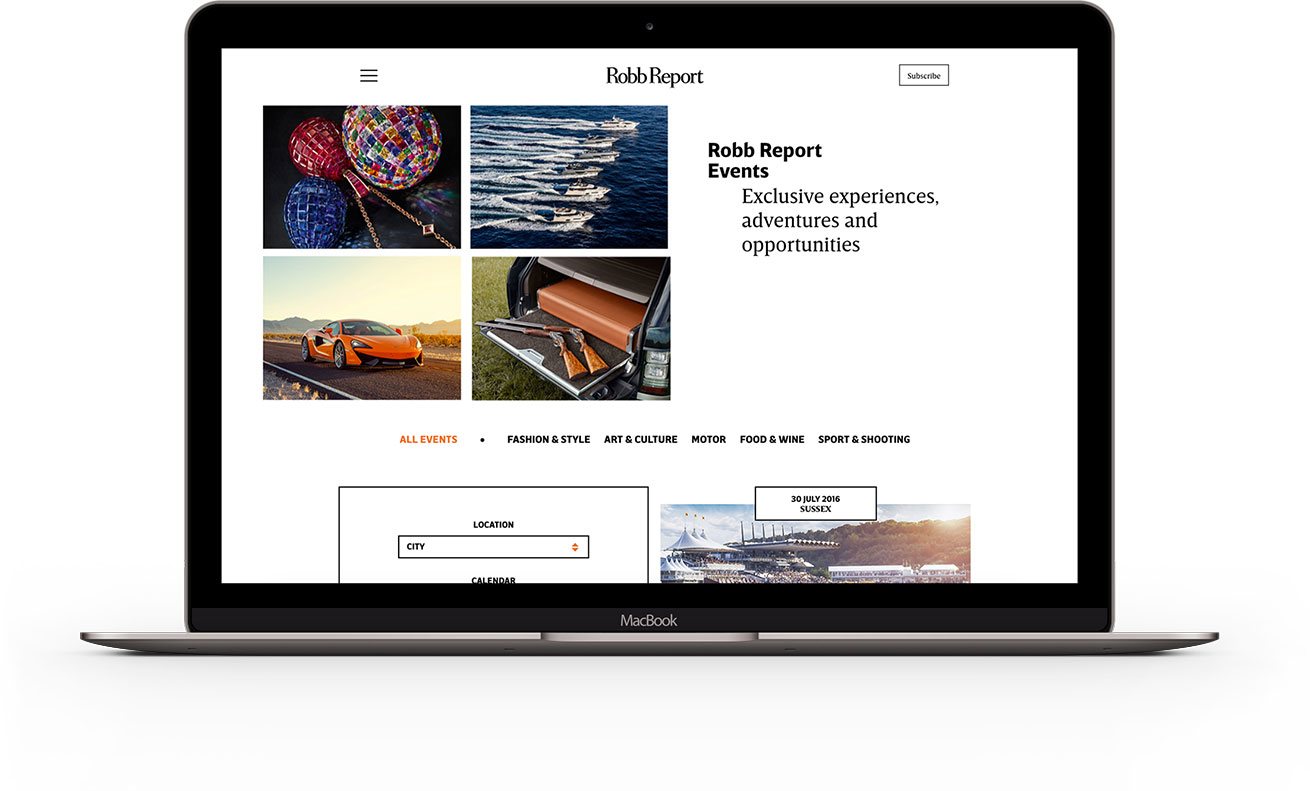 Robb Report
Subscribe
Robb Report
Events
Exclusive experiences,
adventures and
opportunities
ALL EVENTS • FASHION & STYLE ART & CULTURE MOTOR FOOD & WINE SPORT & SHOOTING
LOCATION
CITY
CALENDAR
30 JULY 2016
SUSSEX
MacBook